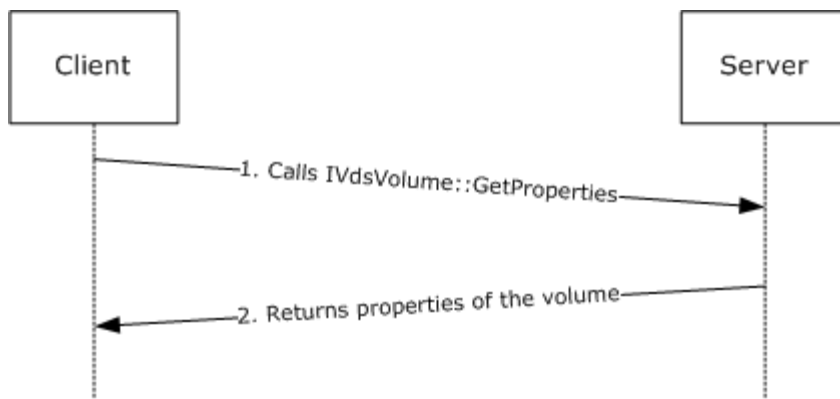 Client
Server
1. Calls IVdsVolume::GetProperties
2. Returns properties of the volume